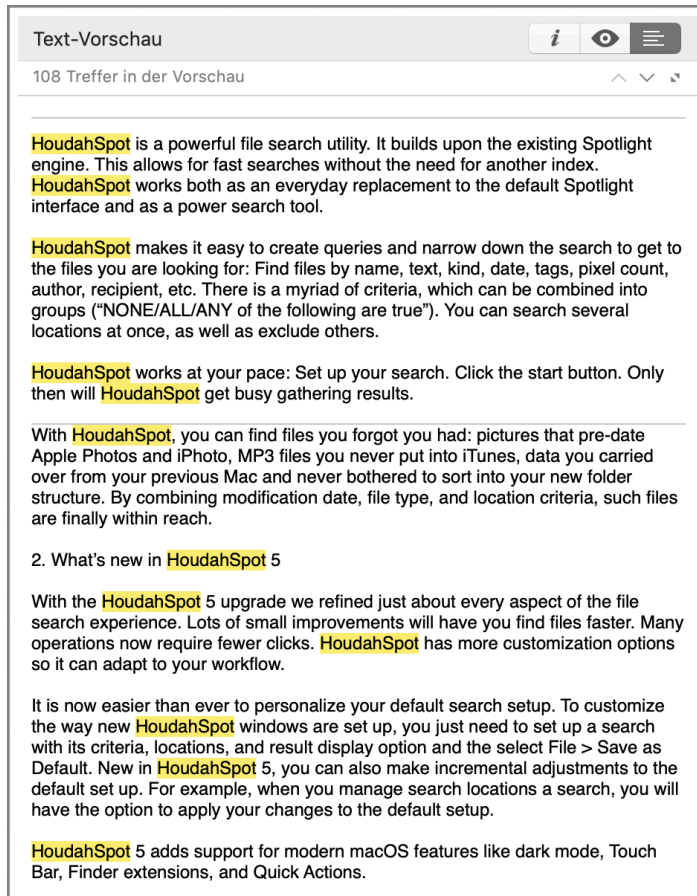 Text-Vorschau
108 Treffer in der Vorschau
HoudahSpot is a powerful file search utility. It builds upon the existing Spotlight
engine. This allows for fast searches without the need for another index.
HoudahSpot works both as an everyday replacement to the default Spotlight
interface and as a power search tool.
HoudahSpot makes it easy to create queries and narrow down the search to get to
the files you are looking for: Find files by name, text, kind, date, tags, pixel count,
author, recipient, etc. There is a myriad of criteria, which can be combined into
groups (“NONE/ALL/ANY of the following are true”). You can search several
locations at once, as well as exclude others.
HoudahSpot works at your pace: Set up your search. Click the start button. Only
then will HoudahSpot get busy gathering results.
With HoudahSpot, you can find files you forgot you had: pictures that pre-date
Apple Photos and iPhoto, MP3 files you never put into iTunes, data you carried
over from your previous Mac and never bothered to sort into your new folder
structure. By combining modification date, file type, and location criteria, such files
are finally within reach.
2. What’s new in HoudahSpot 5
With the HoudahSpot 5 upgrade we refined just about every aspect of the file
search experience. Lots of small improvements will have you find files faster. Many
operations now require fewer clicks. HoudahSpot has more customization options
so it can adapt to your workflow.
It is now easier than ever to personalize your default search setup. To customize
the way new HoudahSpot windows are set up, you just need to set up a search
with its criteria, locations, and result display option and the select File > Save as
Default. New in HoudahSpot 5, you can also make incremental adjustments to the
default set up. For example, when you manage search locations a search, you will
have the option to apply your changes to the default setup.
HoudahSpot 5 adds support for modern macOS features like dark mode, Touch
Bar, Finder extensions, and Quick Actions.